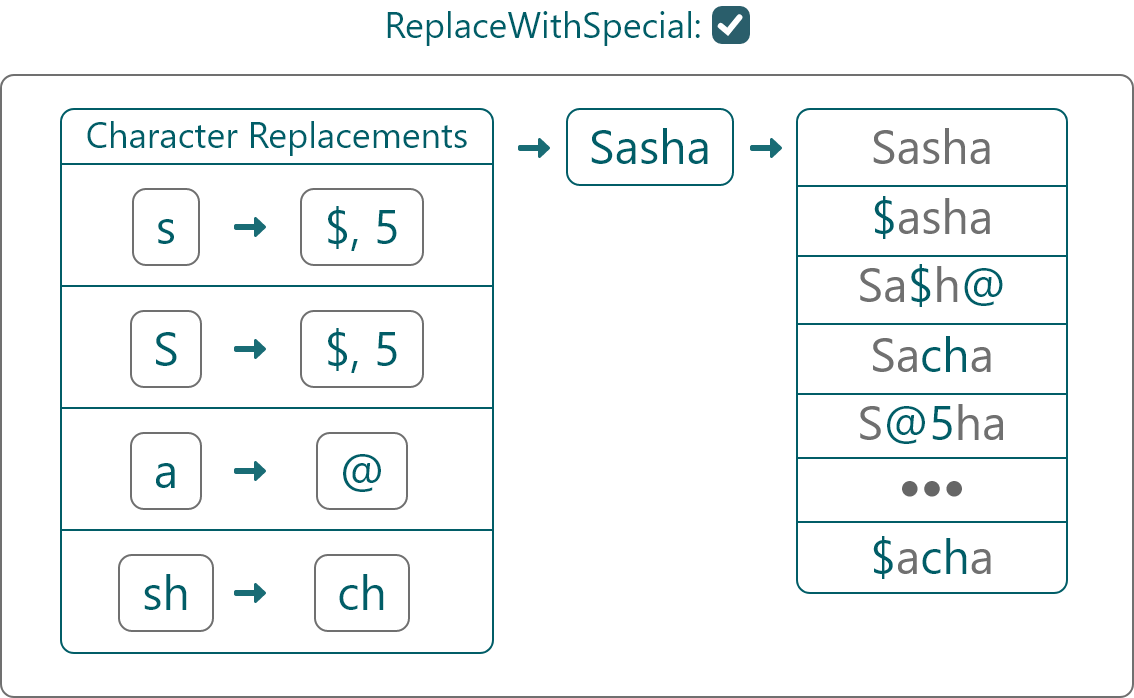 ReplaceWithSpecial:
Character Replacements
s → $, 5
S → $, 5
a → @
sh → ch
→ Sasha →
Sasha
$asha
Sa$h@
Sacha
S@5ha
•••
$acha